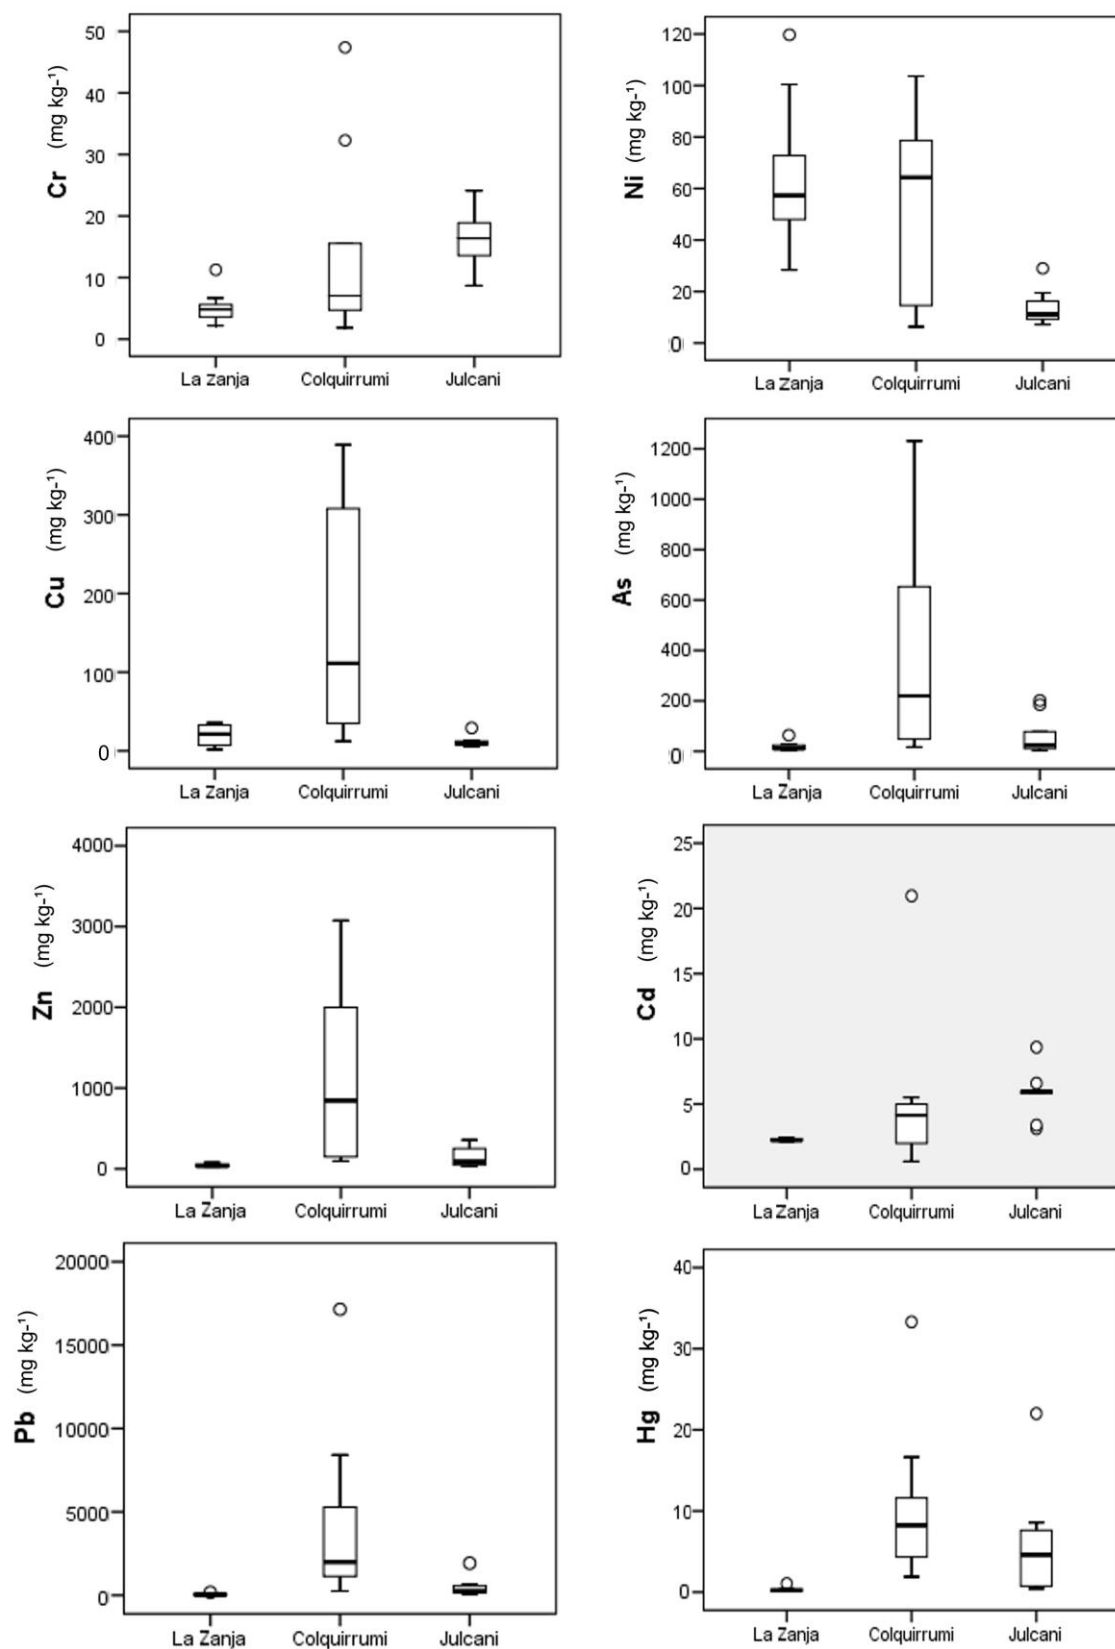 Cr (mg kg-¹)
50
40
30
20
10
0
La Zanja Colquirrumi Julcani
Ni (mg kg-¹)
120
100
80
60
40
20
0
La Zanja Colquirrumi Julcani
Cu (mg kg-¹)
400
300
200
100
0
La Zanja Colquirrumi Julcani
As (mg kg-¹)
1200
1000
800
600
400
200
0
La Zanja Colquirrumi Julcani
Zn (mg kg-¹)
4000
3000
2000
1000
0
La Zanja Colquirrumi Julcani
Cd (mg kg-¹)
25
20
15
10
5
0
La Zanja Colquirrumi Julcani
Pb (mg kg-¹)
20000
15000
10000
5000
0
La Zanja Colquirrumi Julcani
Hg (mg kg-¹)
40
30
20
10
0
La Zanja Colquirrumi Julcani